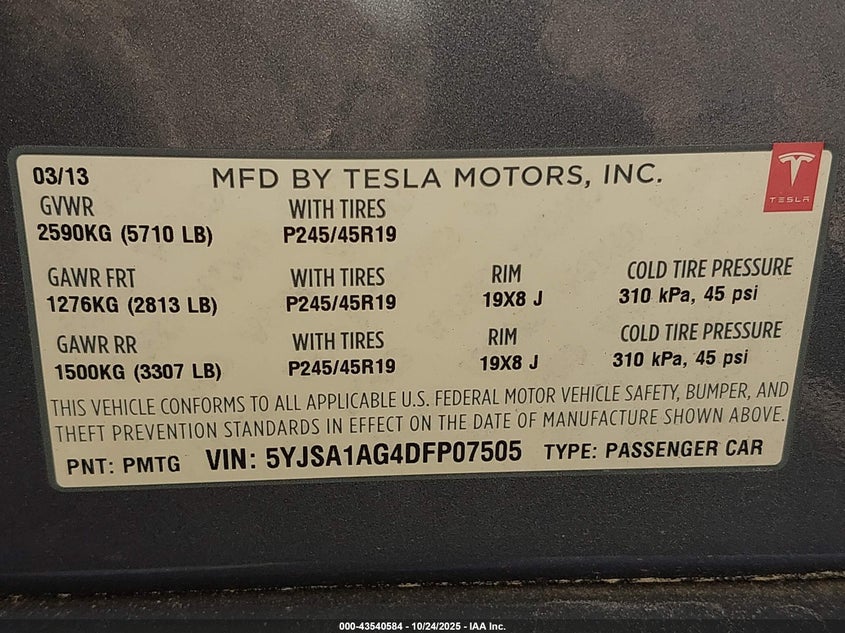 03/13 MFD BY TESLA MOTORS, INC.
TESLA
GVWR WITH TIRES
2590KG (5710 LB) P245/45R19
GAWR FRT WITH TIRES RIM COLD TIRE PRESSURE
1276KG (2813 LB) P245/45R19 19X8 J 310 kPa, 45 psi
GAWR RR WITH TIRES RIM COLD TIRE PRESSURE
1500KG (3307 LB) P245/45R19 19X8 J 310 kPa, 45 psi
THIS VEHICLE CONFORMS TO ALL APPLICABLE U.S. FEDERAL MOTOR VEHICLE SAFETY, BUMPER, AND
THEFT PREVENTION STANDARDS IN EFFECT ON THE DATE OF MANUFACTURE SHOWN ABOVE.
PNT: PMTG VIN: 5YJSA1AG4DFP07505 TYPE: PASSENGER CAR
000-43540584 - 10/24/2025 - IAA Inc.